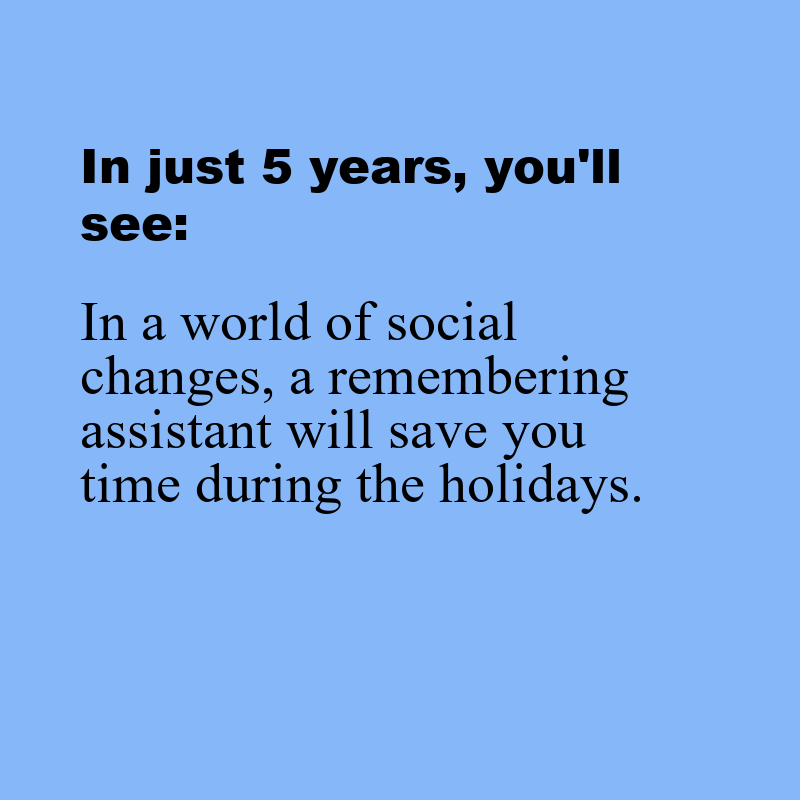 In just 5 years, you'll
see:
In a world of social
changes, a remembering
assistant will save you
time during the holidays.